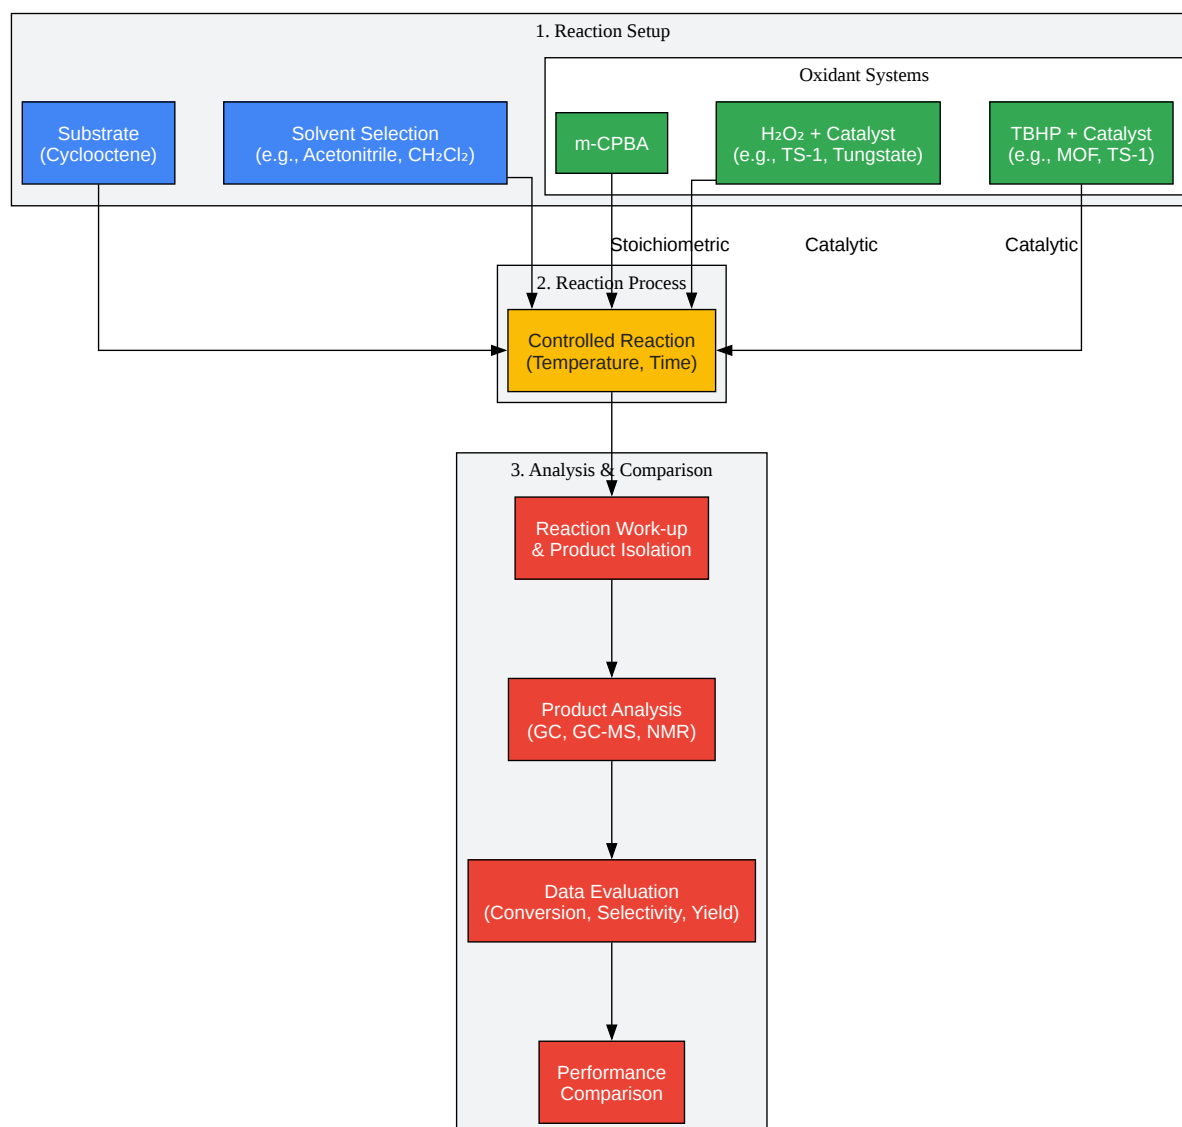 1. Reaction Setup
Oxidant Systems
Substrate
(Cyclooctene)
Solvent Selection
(e.g., Acetonitrile, CH₂Cl₂)
m-CPBA
H₂O₂ + Catalyst
(e.g., TS-1, Tungstate)
TBHP + Catalyst
(e.g., MOF, TS-1)
Stoichiometric
Catalytic
Catalytic
2. Reaction Process
Controlled Reaction
(Temperature, Time)
3. Analysis & Comparison
Reaction Work-up
& Product Isolation
Product Analysis
(GC, GC-MS, NMR)
Data Evaluation
(Conversion, Selectivity, Yield)
Performance
Comparison